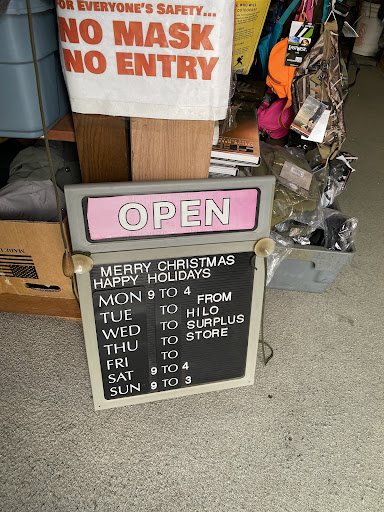 FOR EVERYONE'S SAFETY...
NO MASK
NO ENTRY
OPEN
MERRY CHRISTMAS
HAPPY HOLIDAYS
MON 9 TO 4
TUE TO
WED TO
THU TO
FRI TO
SAT 9 TO 4
SUN 9 TO 3
FROM
HILO
SURPLUS
STORE